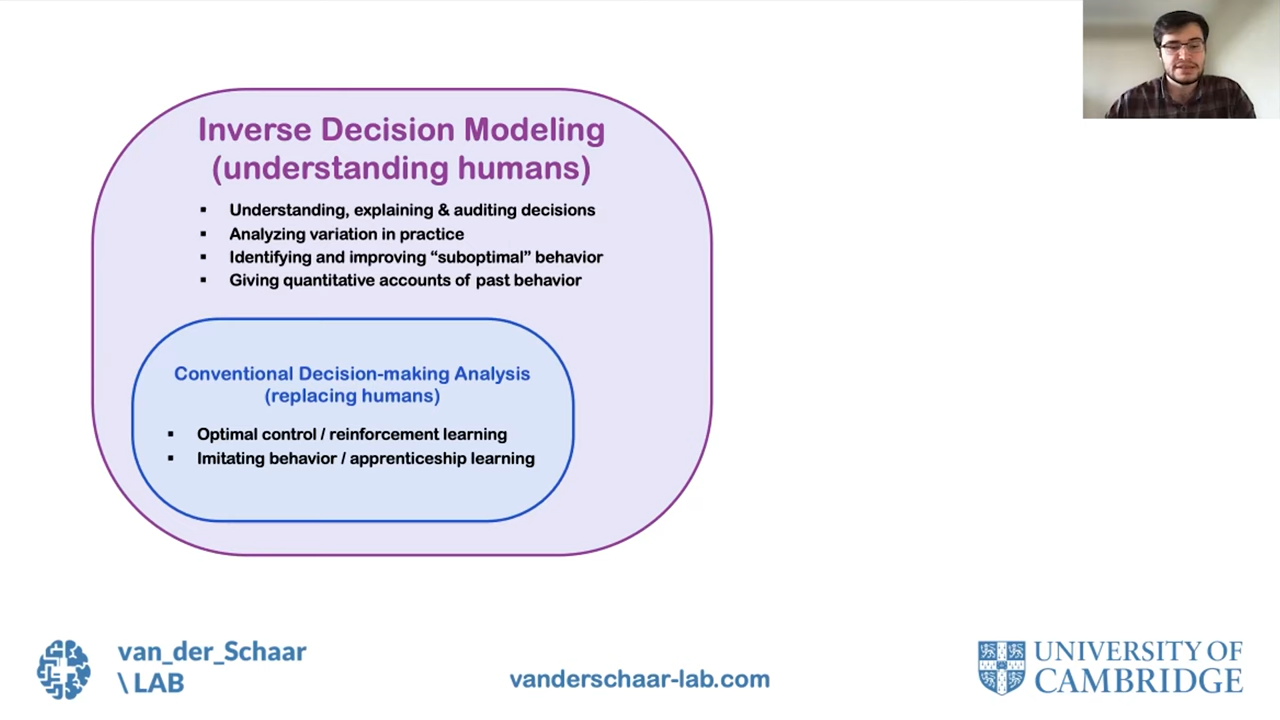 Inverse Decision Modeling
(understanding humans)
▪ Understanding, explaining & auditing decisions
▪ Analyzing variation in practice
▪ Identifying and improving “suboptimal” behavior
▪ Giving quantitative accounts of past behavior
Conventional Decision-making Analysis
(replacing humans)
▪ Optimal control / reinforcement learning
▪ Imitating behavior / apprenticeship learning
van_der_Schaar
\ LAB
vanderschaar-lab.com
UNIVERSITY OF
CAMBRIDGE